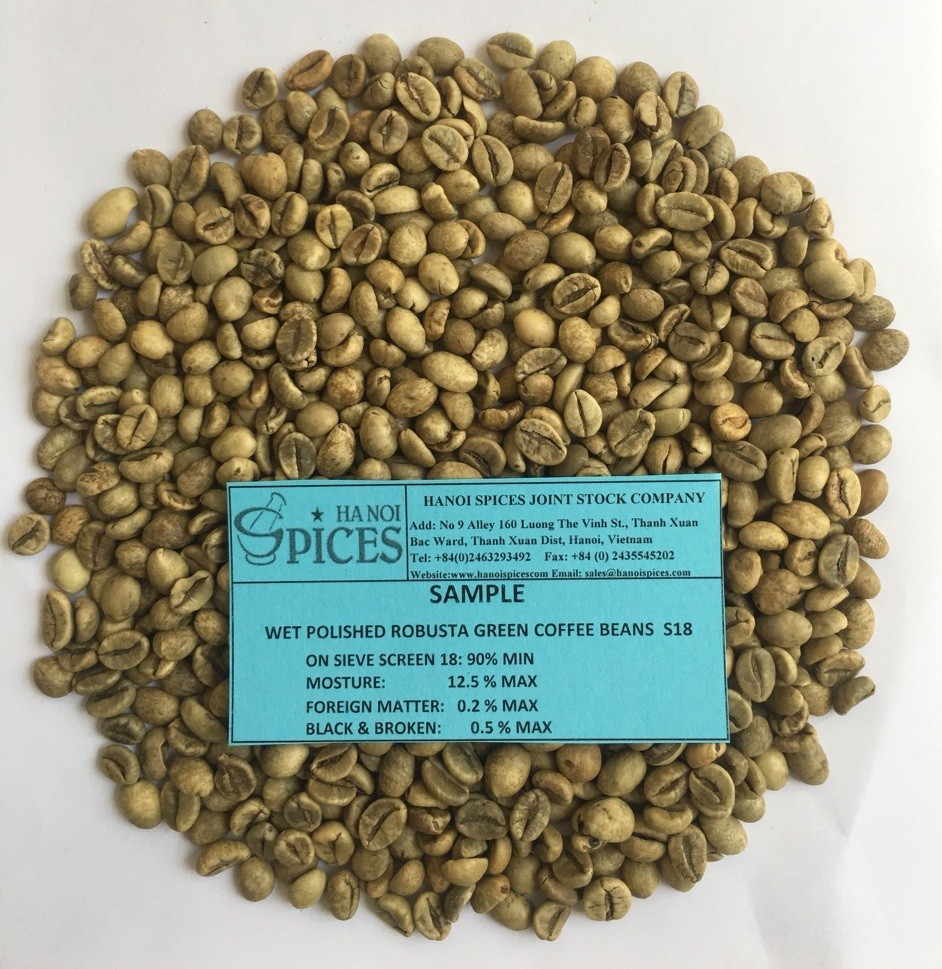 HANOI
SPICES
HANOI SPICES JOINT STOCK COMPANY
Add: No 9 Alley 160 Luong The Vinh St., Thanh Xuan
Bac Ward, Thanh Xuan Dist, Hanoi, Vietnam
Tel: +84(0)2463293492 Fax: +84 (0) 2435545202
Website:www.hanoispicescom Email: sales@hanoispices.com
SAMPLE
WET POLISHED ROBUSTA GREEN COFFEE BEANS S18
ON SIEVE SCREEN 18: 90% MIN
MOSTURE: 12.5 % MAX
FOREIGN MATTER: 0.2 % MAX
BLACK & BROKEN: 0.5 % MAX